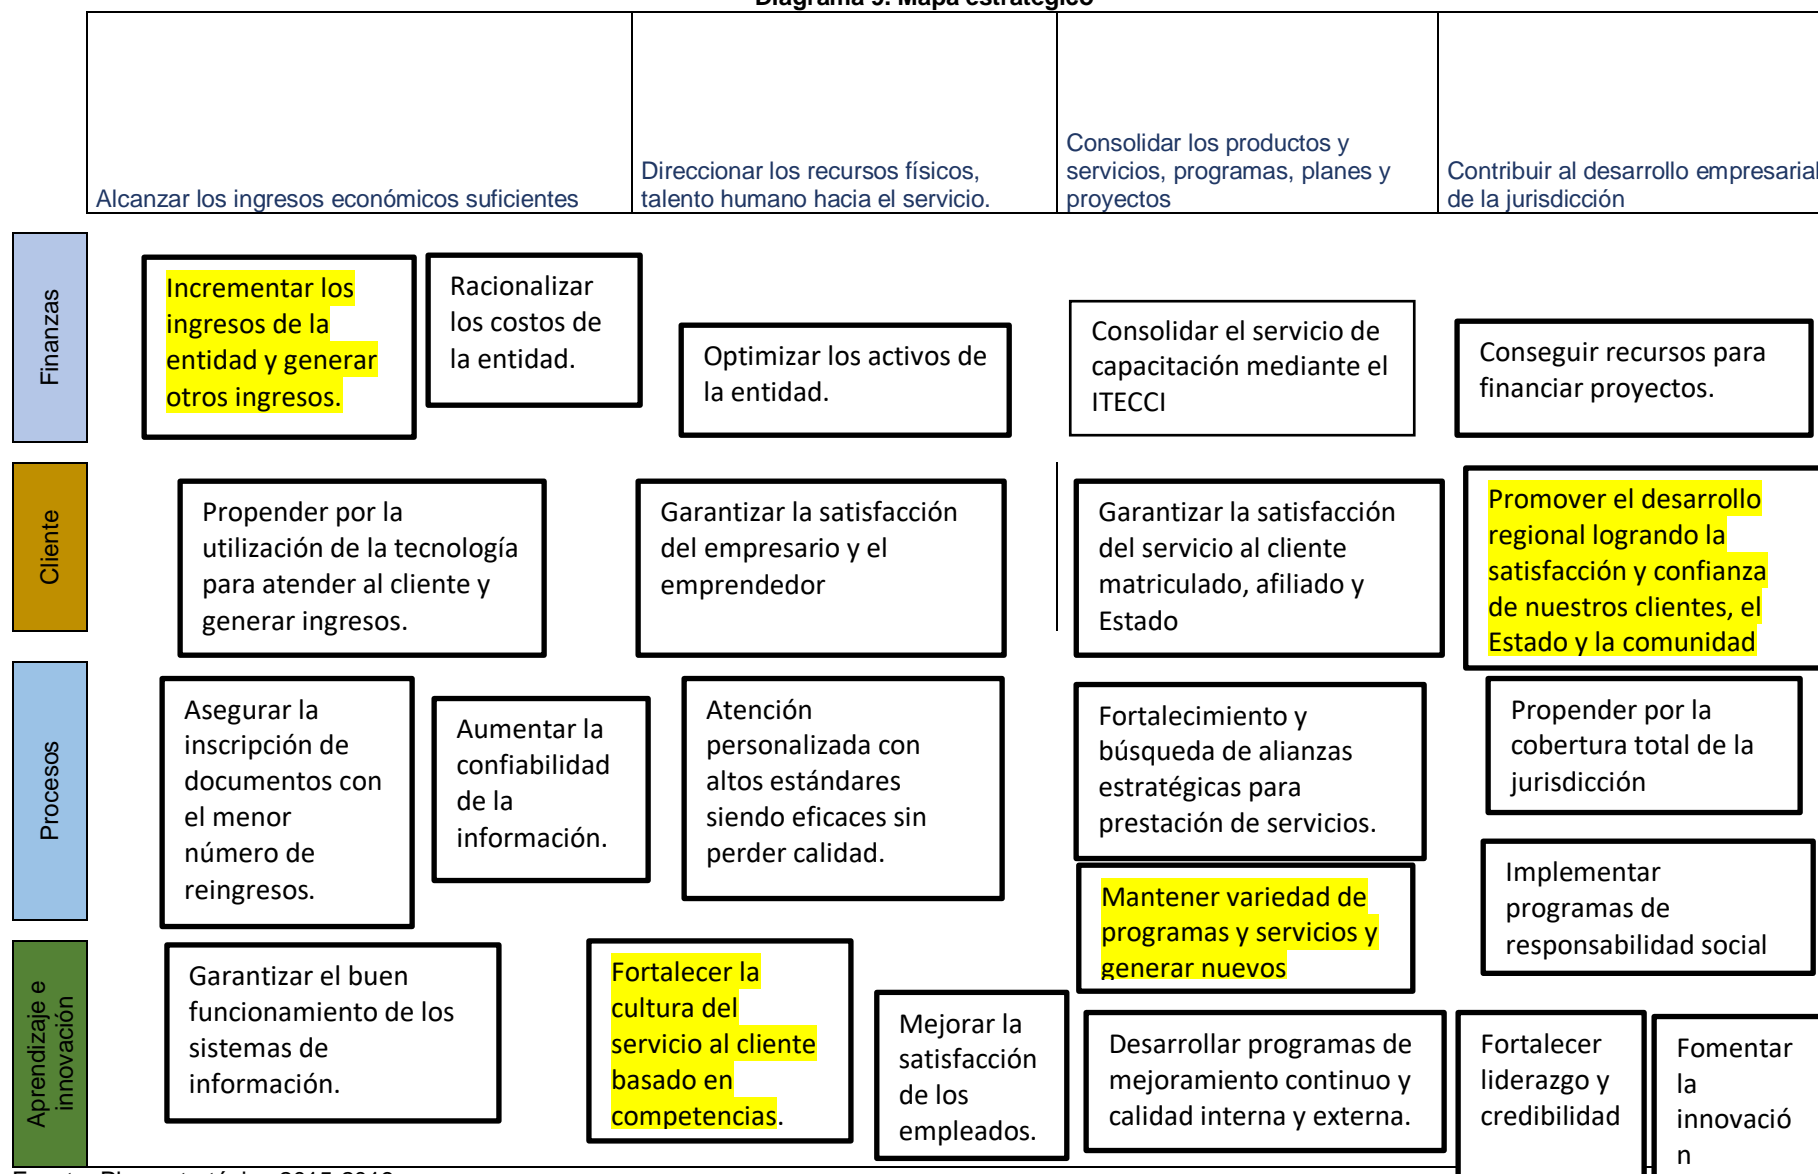 Diagrama 9. Mapa estratégico
Alcanzar los ingresos económicos suficientes
Direccionar los recursos físicos,
talento humano hacia el servicio.
Consolidar los productos y
servicios, programas, planes y
proyectos
Contribuir al desarrollo empresarial
de la jurisdicción
Finanzas
Incrementar los
ingresos de la
entidad y generar
otros ingresos.
Racionalizar
los costos de
la entidad.
Optimizar los activos de
la entidad.
Consolidar el servicio de
capacitación mediante el
ITECCI
Conseguir recursos para
financiar proyectos.
Cliente
Propender por la
utilización de la tecnología
para atender al cliente y
generar ingresos.
Garantizar la satisfacción
del empresario y el
emprendedor
Garantizar la satisfacción
del servicio al cliente
matriculado, afiliado y
Estado
Promover el desarrollo
regional logrando la
satisfacción y confianza
de nuestros clientes, el
Estado y la comunidad
Procesos
Asegurar la
inscripción de
documentos con
el menor
número de
reingresos.
Aumentar la
confiabilidad
de la
información.
Atención
personalizada con
altos estándares
siendo eficaces sin
perder calidad.
Fortalecimiento y
búsqueda de alianzas
estratégicas para
prestación de servicios.
Mantener variedad de
programas y servicios y
generar nuevos
Propender por la
cobertura total de la
jurisdicción
Implementar
programas de
responsabilidad social
Aprendizaje e
innovación
Garantizar el buen
funcionamiento de los
sistemas de
información.
Fortalecer la
cultura del
servicio al cliente
basado en
competencias.
Mejorar la
satisfacción
de los
empleados.
Desarrollar programas de
mejoramiento continuo y
calidad interna y externa.
Fortalecer
liderazgo y
credibilidad
Fomentar
la
innovació
n